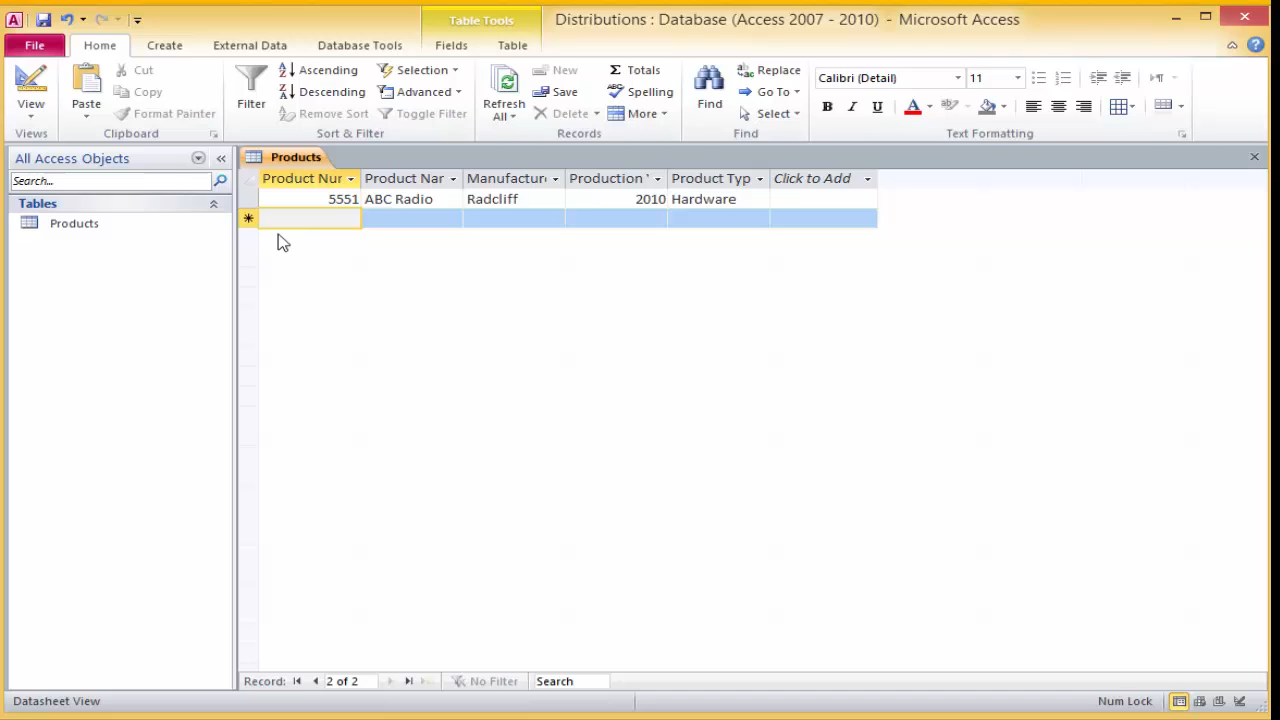 Table Tools
Distributions : Database (Access 2007 - 2010) - Microsoft Access
File Home Create External Data Database Tools Fields Table
View
Views
Paste
Cut
Copy
Format Painter
Clipboard
Filter
Ascending
Descending
Remove Sort
Selection
Advanced
Toggle Filter
Sort & Filter
Refresh
All
New
Save
Delete
Totals
Spelling
More
Records
Find
Replace
Go To
Select
Find
Calibri (Detail) 11
B I U A ab
Text Formatting
All Access Objects
Search...
Tables
Products
Products
Product Nur Product Nar Manufacture Production Product Typ Click to Add
5551 ABC Radio Radcliff 2010 Hardware
Record: 2 of 2 No Filter Search
Datasheet View Num Lock